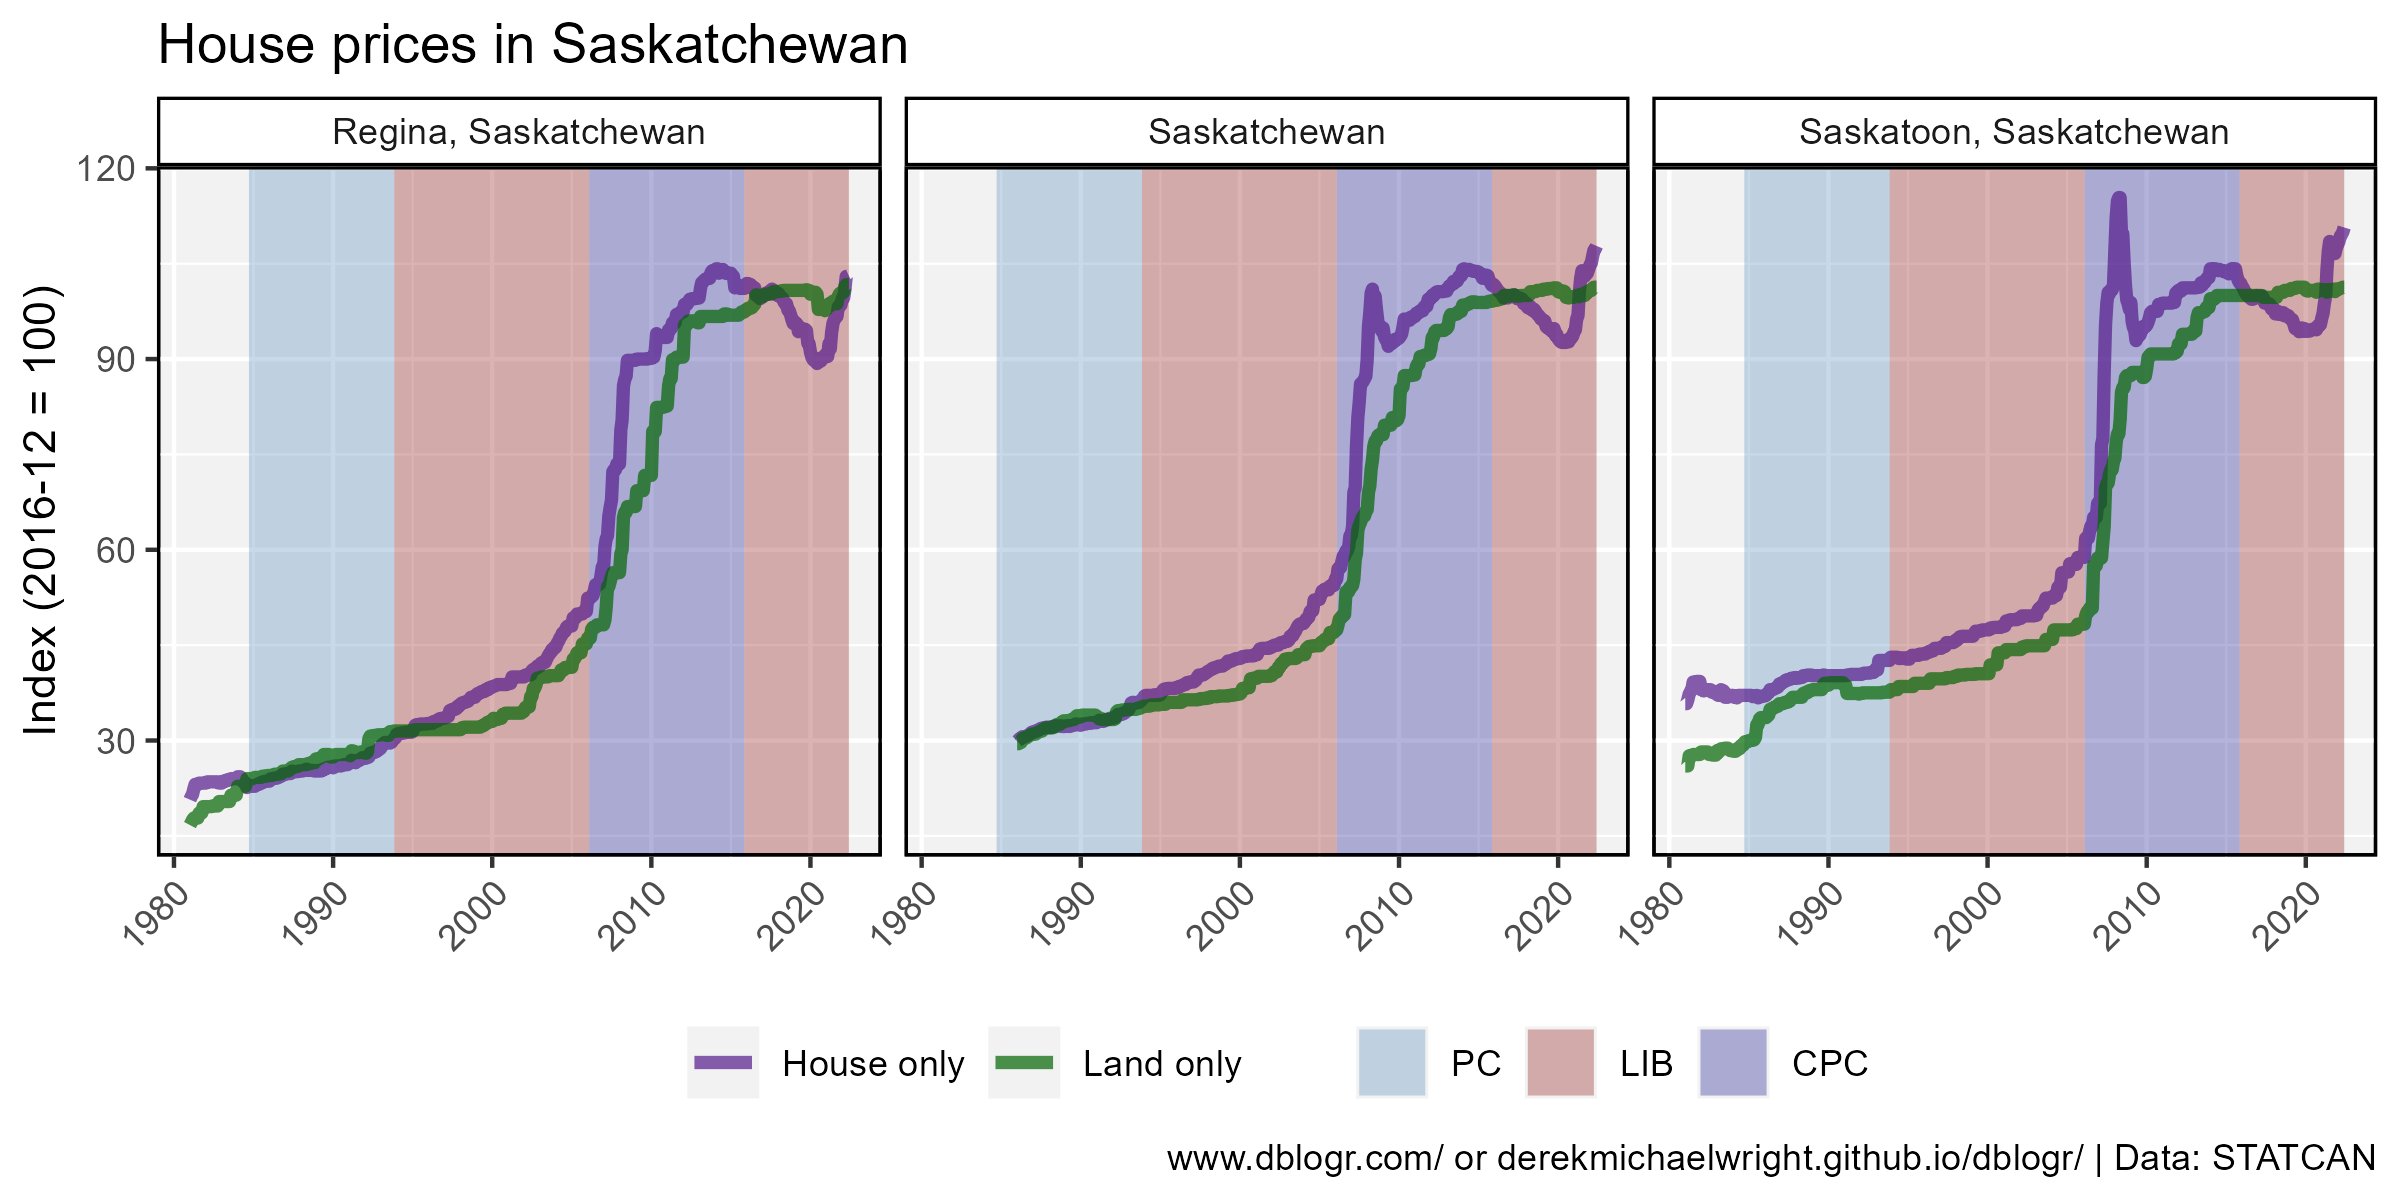 House prices in Saskatchewan
Regina, Saskatchewan
Saskatchewan
Saskatoon, Saskatchewan
Index (2016-12 = 100)
120
90
60
30
1980 1990 2000 2010 2020
1980 1990 2000 2010 2020
1980 1990 2000 2010 2020
House only Land only PC LIB CPC
www.dblogr.com/ or derekmichaelwright.github.io/dblogr/ | Data: STATCAN